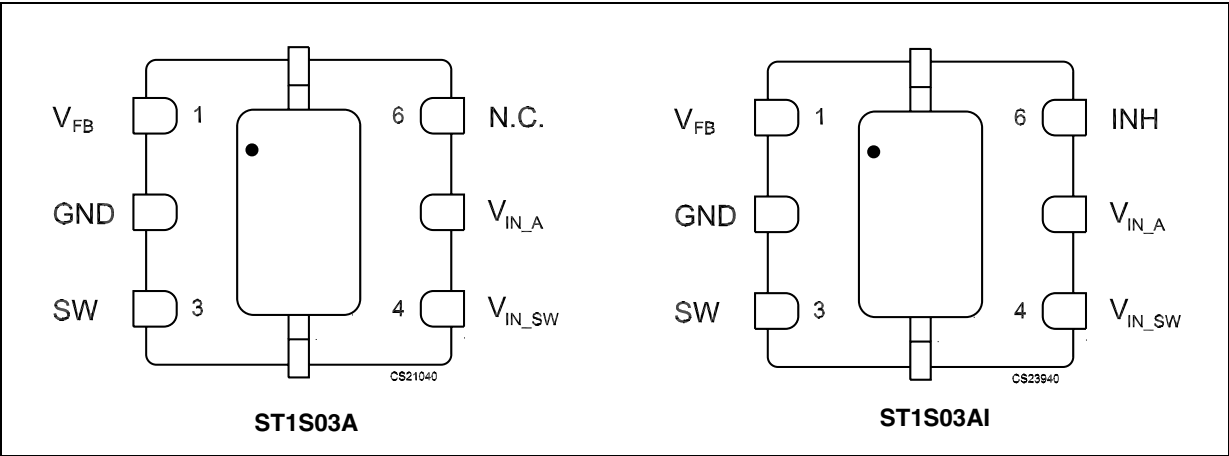 V_FB 1 6 N.C.
GND V_IN_A
SW 3 4 V_IN_SW
CS21040
ST1S03A
V_FB 1 6 INH
GND V_IN_A
SW 3 4 V_IN_SW
CS23940
ST1S03AI